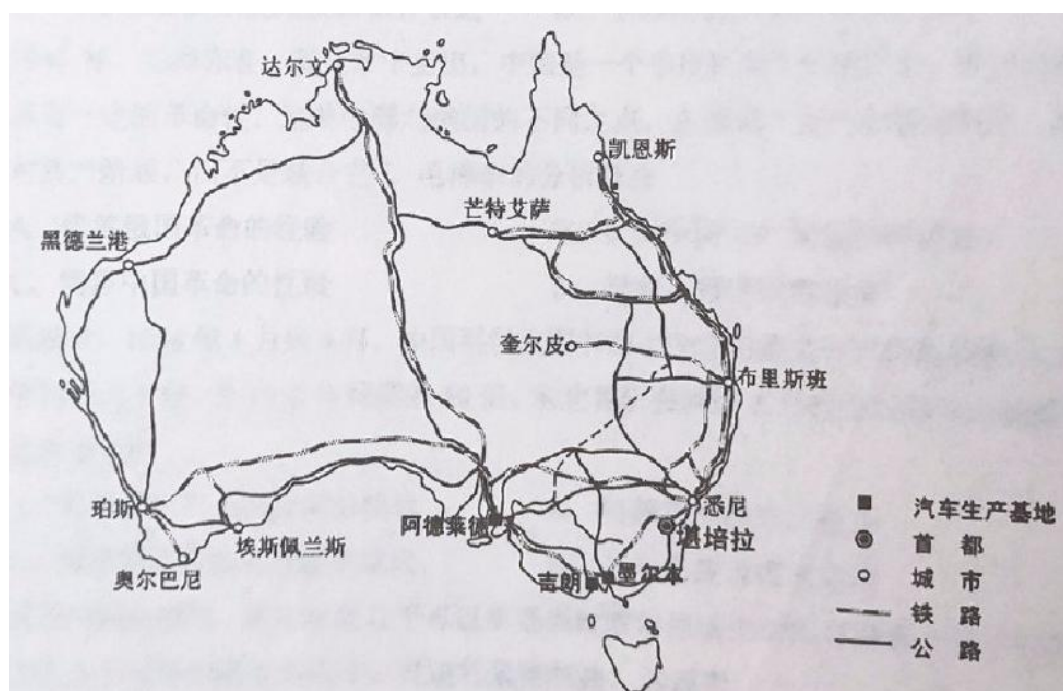 达尔文
凯恩斯
芒特艾萨
黑德兰港
奎尔皮
布里斯班
珀斯
埃斯佩兰斯
奥尔巴尼
阿德莱德
悉尼
堪培拉
吉朗
墨尔本
汽车生产基地
首都
城市
铁路
公路